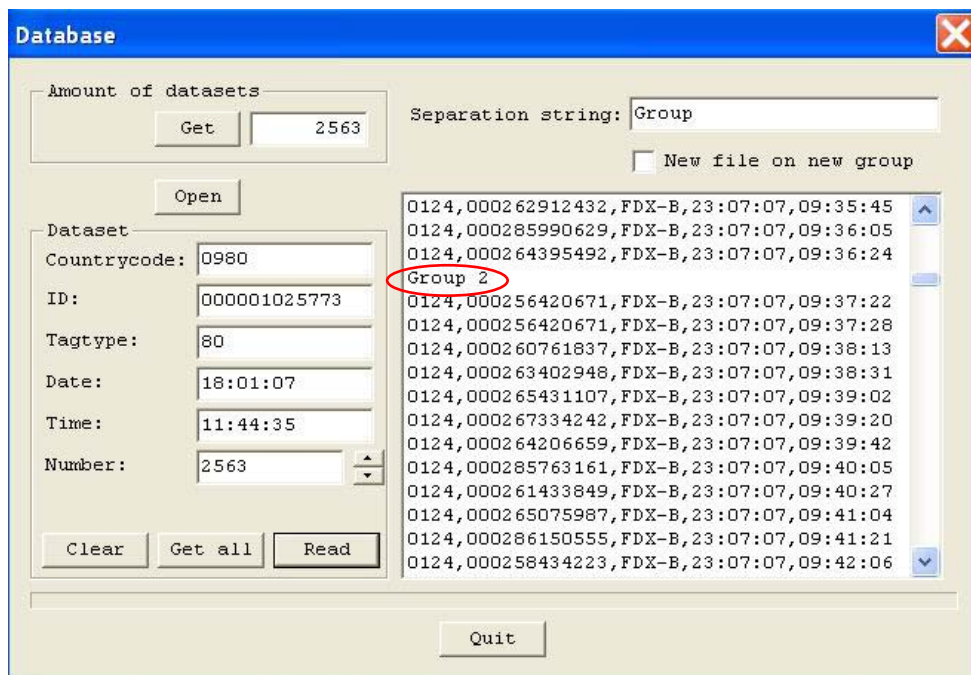 Database
Amount of datasets
Get 2563
Open
Dataset
Countrycode: 0980
ID: 000001025773
Tagtype: 80
Date: 18:01:07
Time: 11:44:35
Number: 2563
Clear Get all Read
Separation string: Group
New file on new group
0124,000262912432,FDX-B,23:07:07,09:35:45
0124,000285990629,FDX-B,23:07:07,09:36:05
0124,000264395492,FDX-B,23:07:07,09:36:24
Group 2
0124,000256420671,FDX-B,23:07:07,09:37:22
0124,000256420671,FDX-B,23:07:07,09:37:28
0124,000260761837,FDX-B,23:07:07,09:38:13
0124,000263402948,FDX-B,23:07:07,09:38:31
0124,000265431107,FDX-B,23:07:07,09:39:02
0124,000267334242,FDX-B,23:07:07,09:39:20
0124,000264206659,FDX-B,23:07:07,09:39:42
0124,000285763161,FDX-B,23:07:07,09:40:05
0124,000261433849,FDX-B,23:07:07,09:40:27
0124,000265075987,FDX-B,23:07:07,09:41:04
0124,000286150555,FDX-B,23:07:07,09:41:21
0124,000258434223,FDX-B,23:07:07,09:42:06
Quit